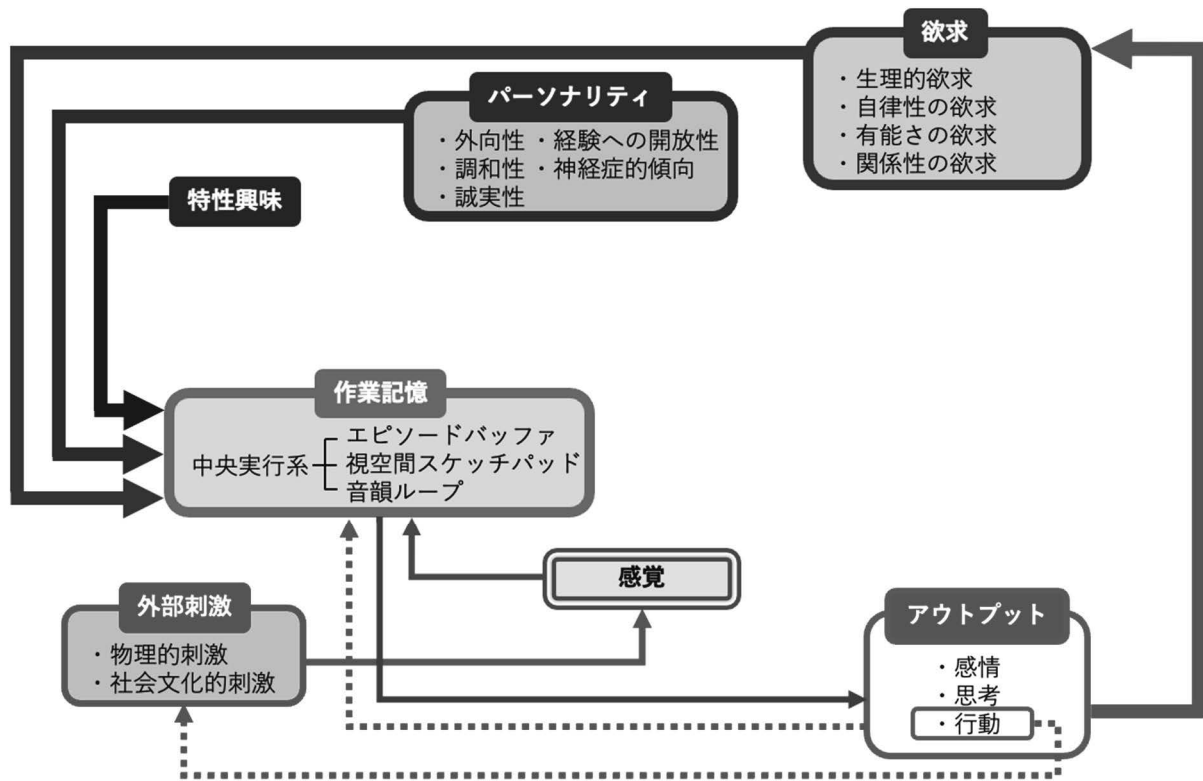 欲求
・生理的欲求
・自律性の欲求
・有能さの欲求
・関係性の欲求
パーソナリティ
・外向性 ・経験への開放性
・調和性 ・神経症的傾向
・誠実性
特性興味
作業記憶
エピソードバッファ
中央実行系 視空間スケッチパッド
音韻ループ
感覚
外部刺激
・物理的刺激
・社会文化的刺激
アウトプット
・感情
・思考
・行動